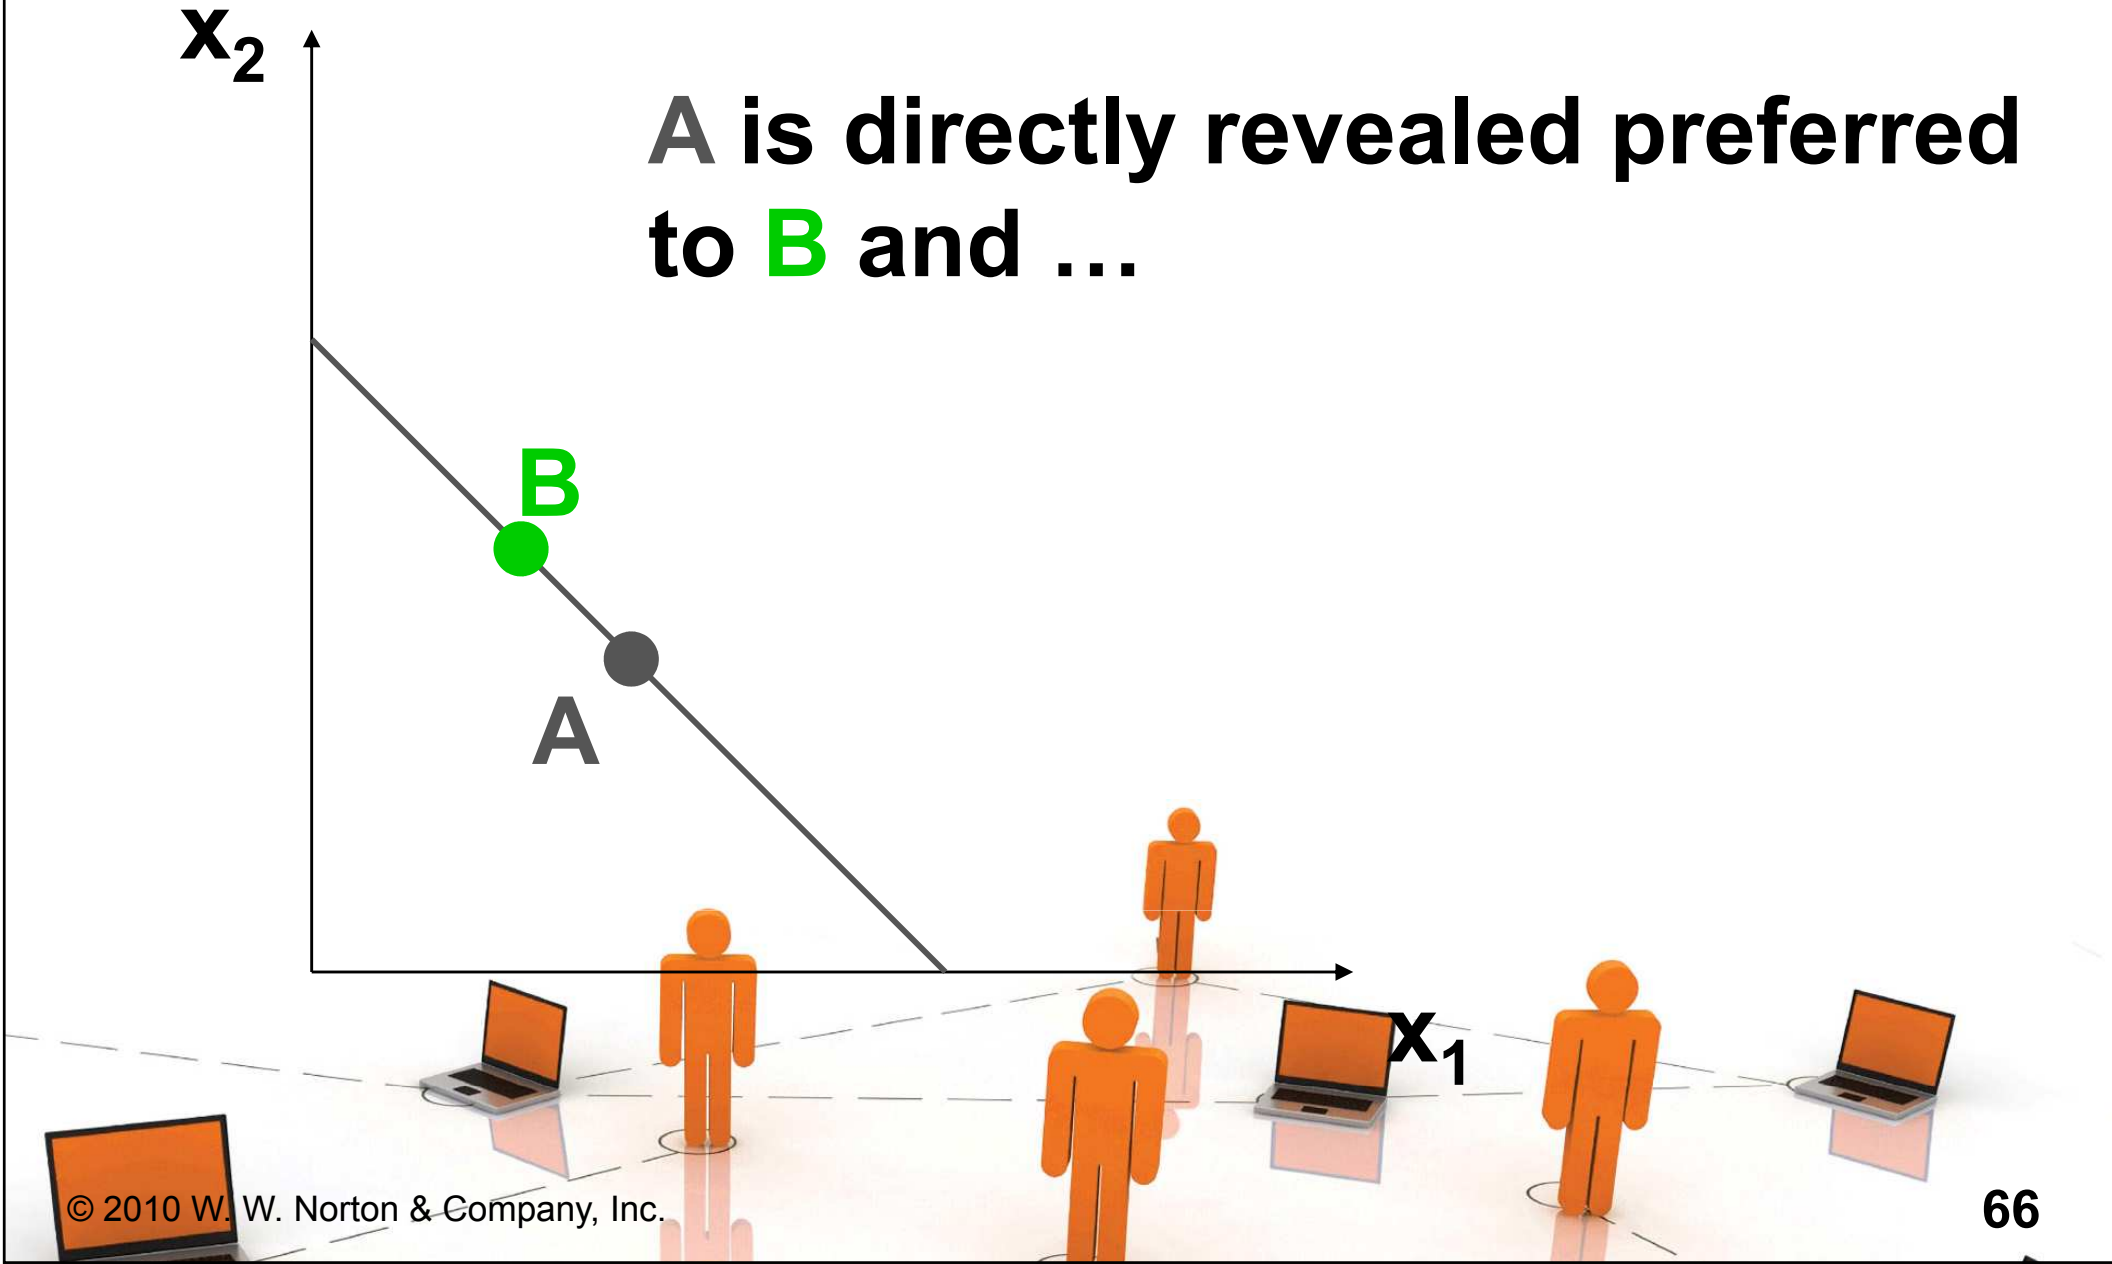 x₂
A is directly revealed preferred
to B and …
B
A
x₁
© 2010 W. W. Norton & Company, Inc.
66